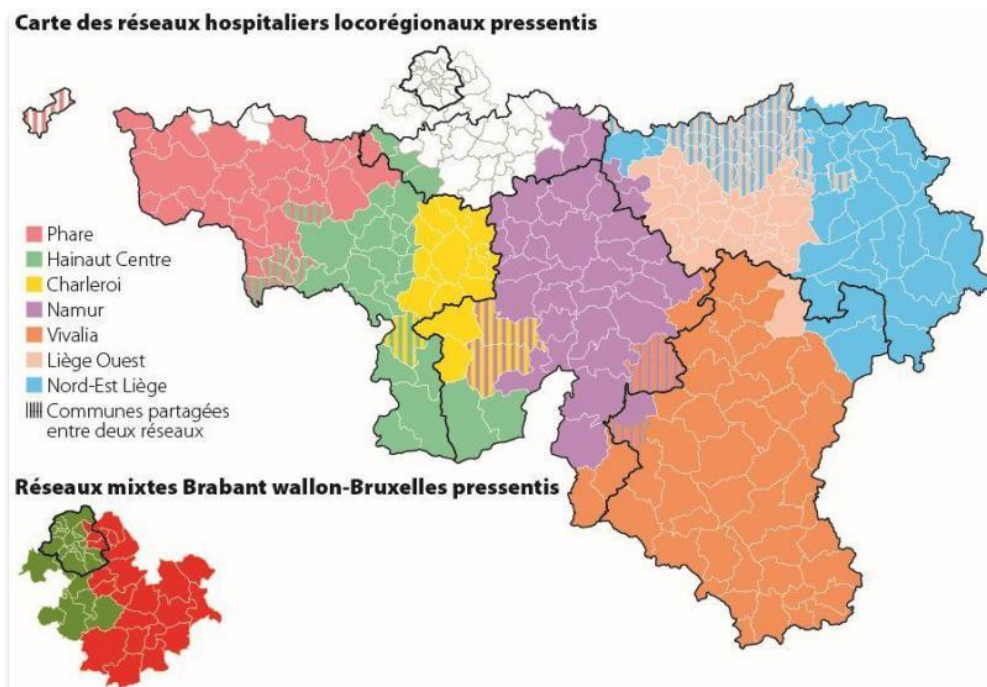 Carte des réseaux hospitaliers locorégionaux pressentis
Phare
Hainaut Centre
Charleroi
Namur
Vivalia
Liège Ouest
Nord-Est Liège
Communes partagées
entre deux réseaux
Réseaux mixtes Brabant wallon-Bruxelles pressentis